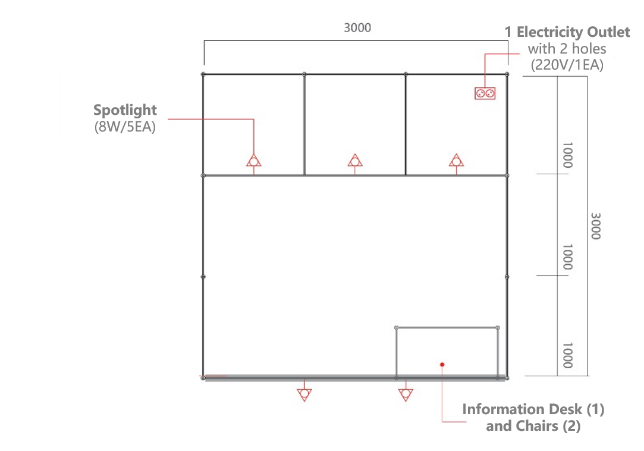 3000
1 Electricity Outlet
with 2 holes
(220V/1EA)
Spotlight
(8W/5EA)
1000
3000
1000
1000
Information Desk (1)
and Chairs (2)